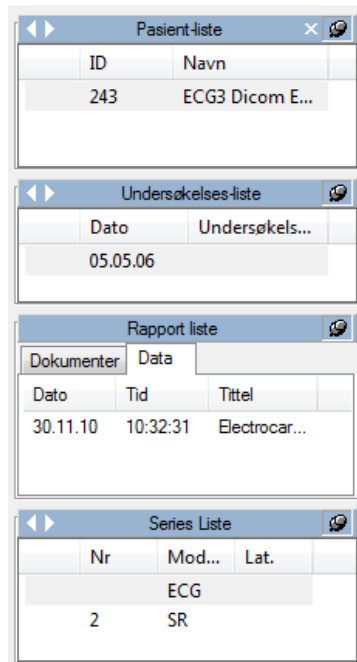 Pasient-liste
ID Navn
243 ECG3 Dicom E...
Undersøkelses-liste
Dato Undersøkels...
05.05.06
Rapport liste
Dokumenter Data
Dato Tid Tittel
30.11.10 10:32:31 Electrocar...
Series Liste
Nr Mod... Lat.
ECG
2 SR